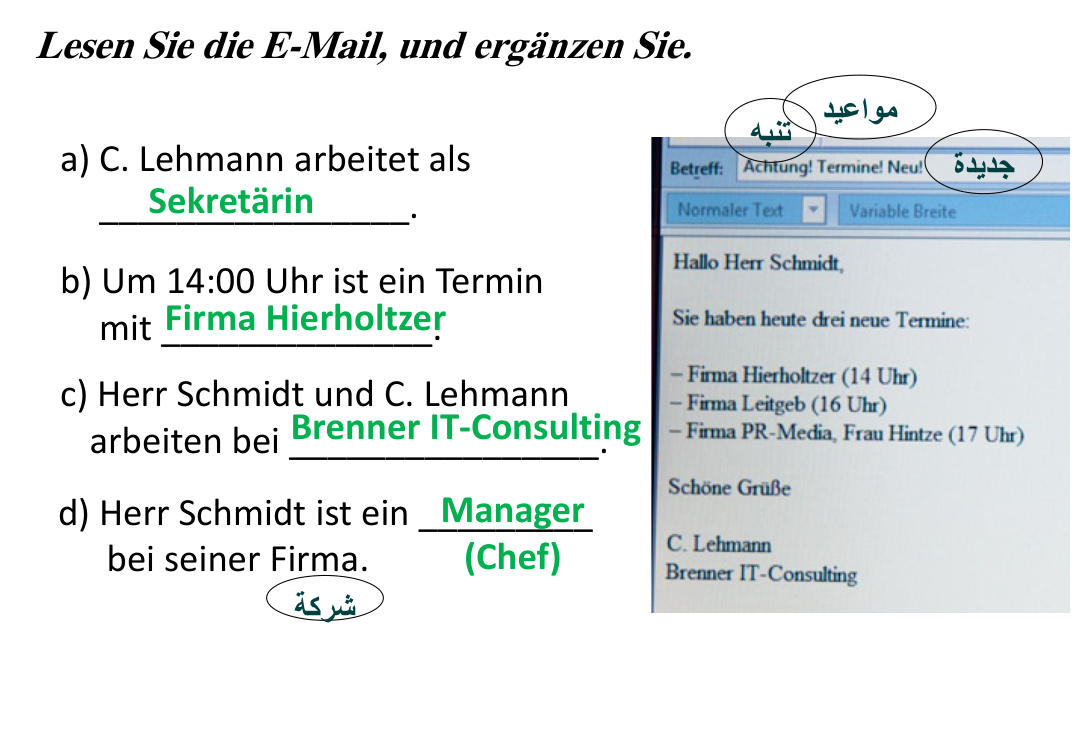 Lesen Sie die E-Mail, und ergänzen Sie.
a) C. Lehmann arbeitet als
Sekretärin.
b) Um 14:00 Uhr ist ein Termin
mit Firma Hierholtzer.
c) Herr Schmidt und C. Lehmann
arbeiten bei Brenner IT-Consulting.
d) Herr Schmidt ist ein Manager
bei seiner Firma. (Chef)
شركة
مواعيد
تنبه
جديدة
Betreff: Achtung! Termine! Neu!
Normaler Text Variable Breite
Hallo Herr Schmidt,
Sie haben heute drei neue Termine:
– Firma Hierholtzer (14 Uhr)
– Firma Leitgeb (16 Uhr)
– Firma PR-Media, Frau Hintze (17 Uhr)
Schöne Grüße
C. Lehmann
Brenner IT-Consulting